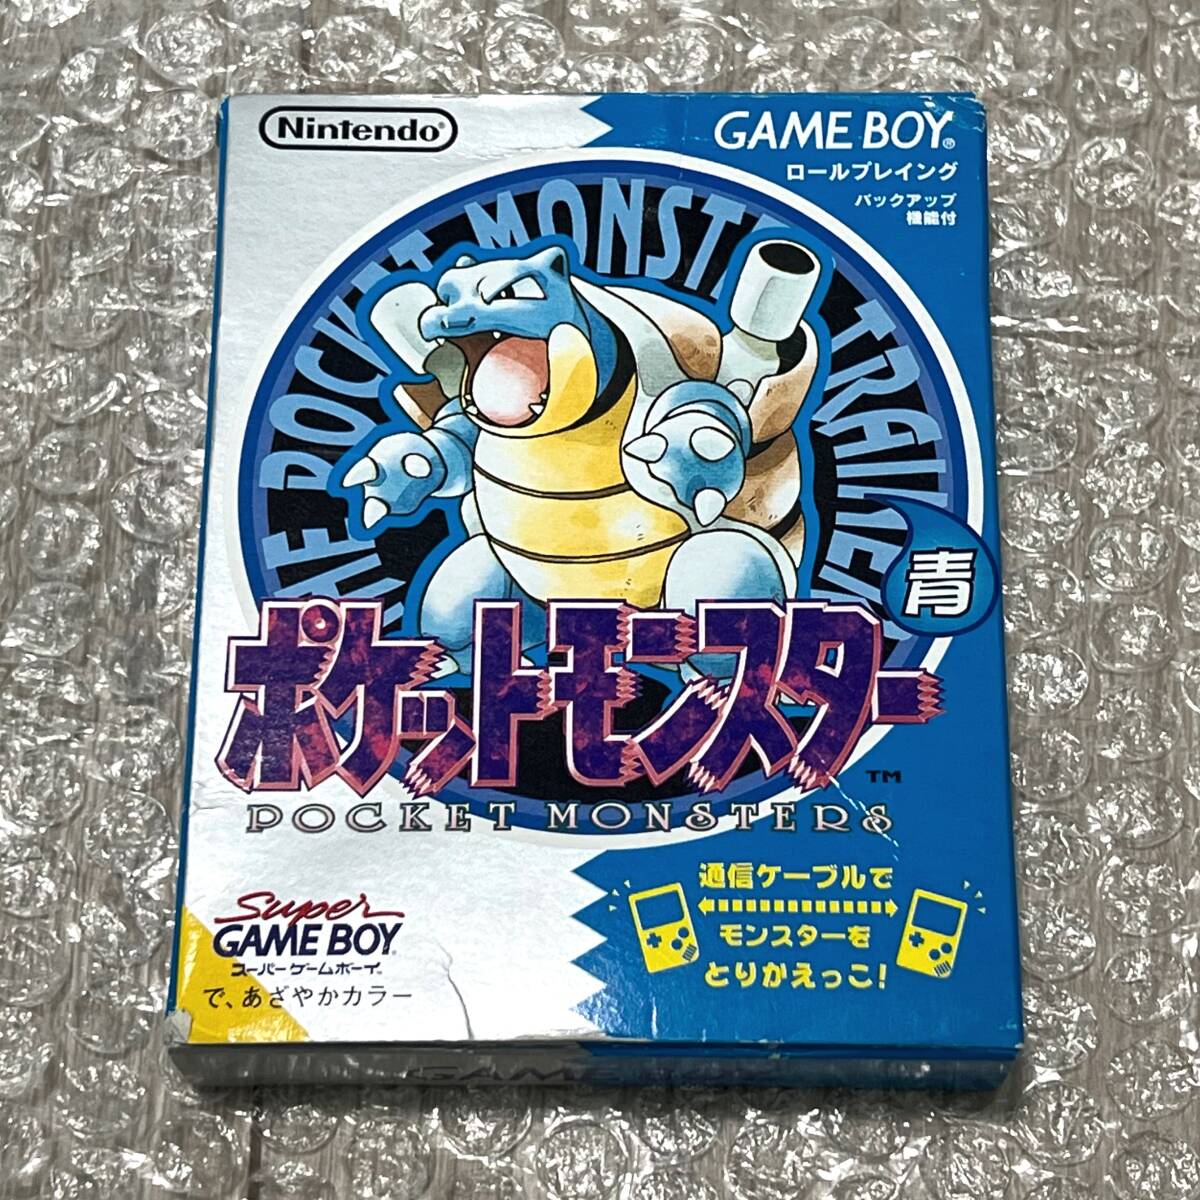 Nintendo®
GAME BOY®
ロールプレイング
バックアップ
機能付
THE POCKET MONSTER TRAINER
青
ポケットモンスター
TM
POCKET MONSTERS
通信ケーブルで
モンスターを
とりかえっこ!
Super
GAME BOY
スーパーゲームボーイ
で、あざやかカラー
GAME BOY